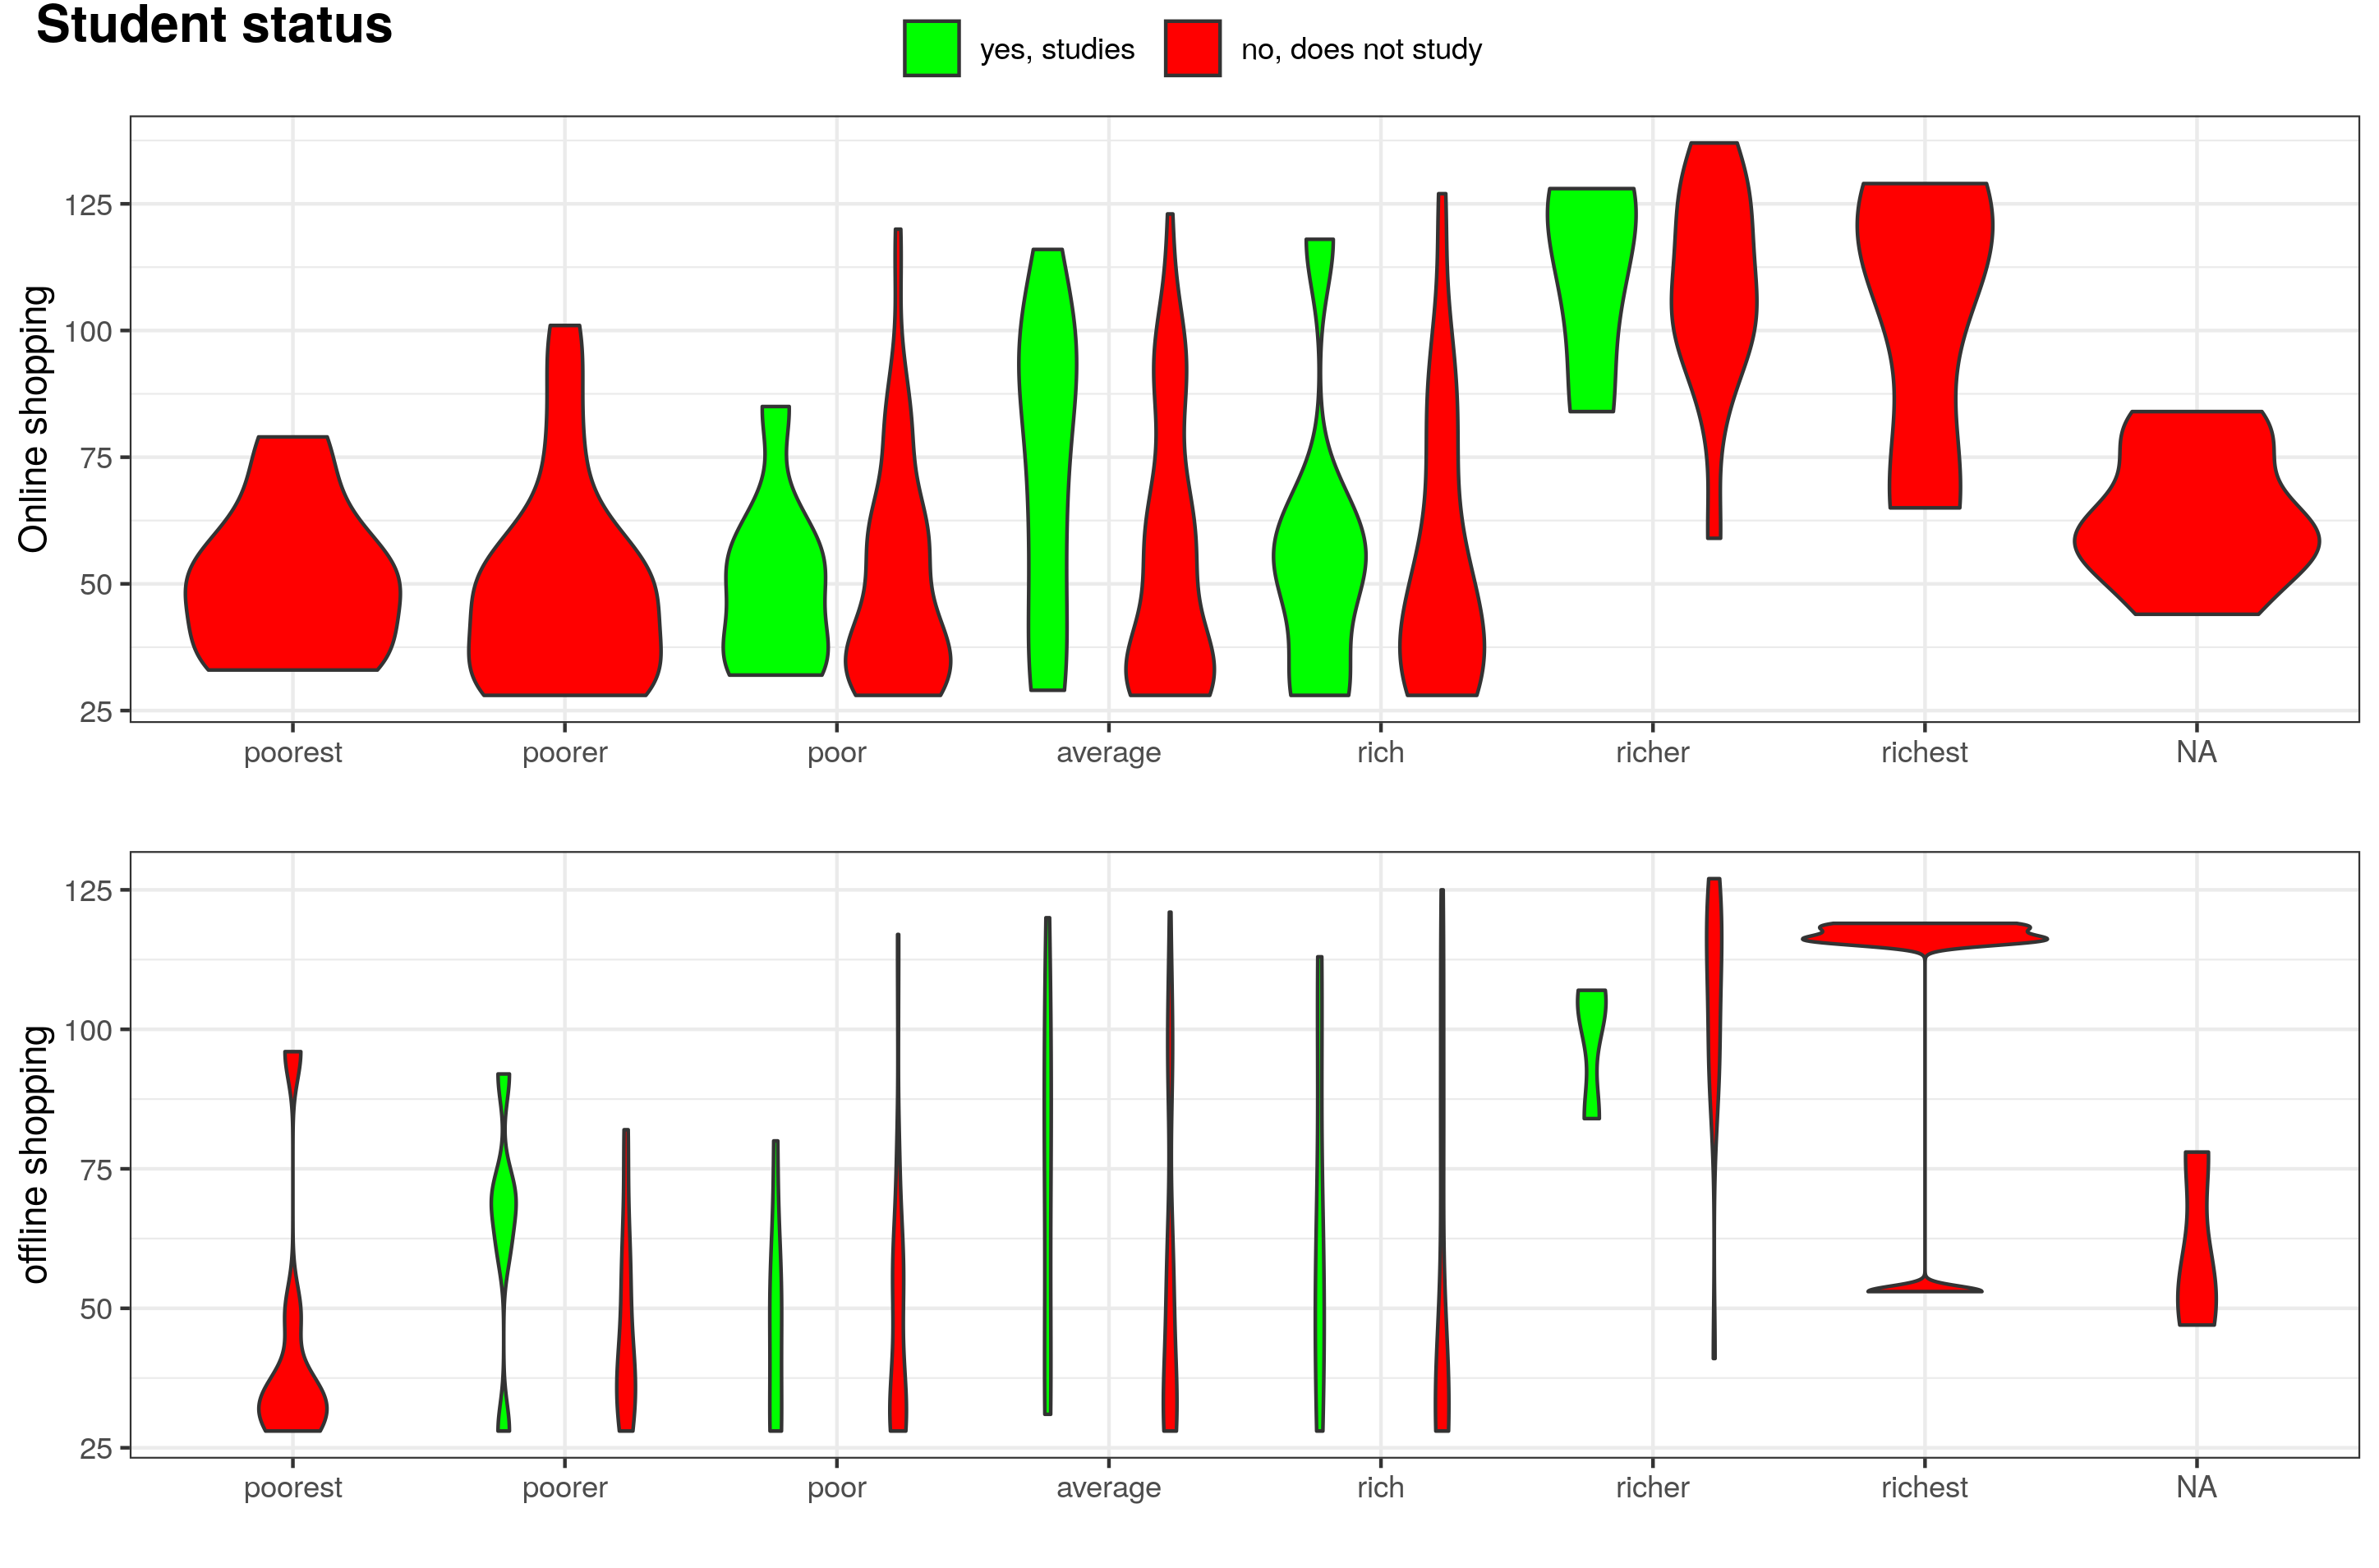 Student status
yes, studies no, does not study
Online shopping
125
100
75
50
25
poorest poorer poor average rich richer richest NA
offline shopping
125
100
75
50
25
poorest poorer poor average rich richer richest NA